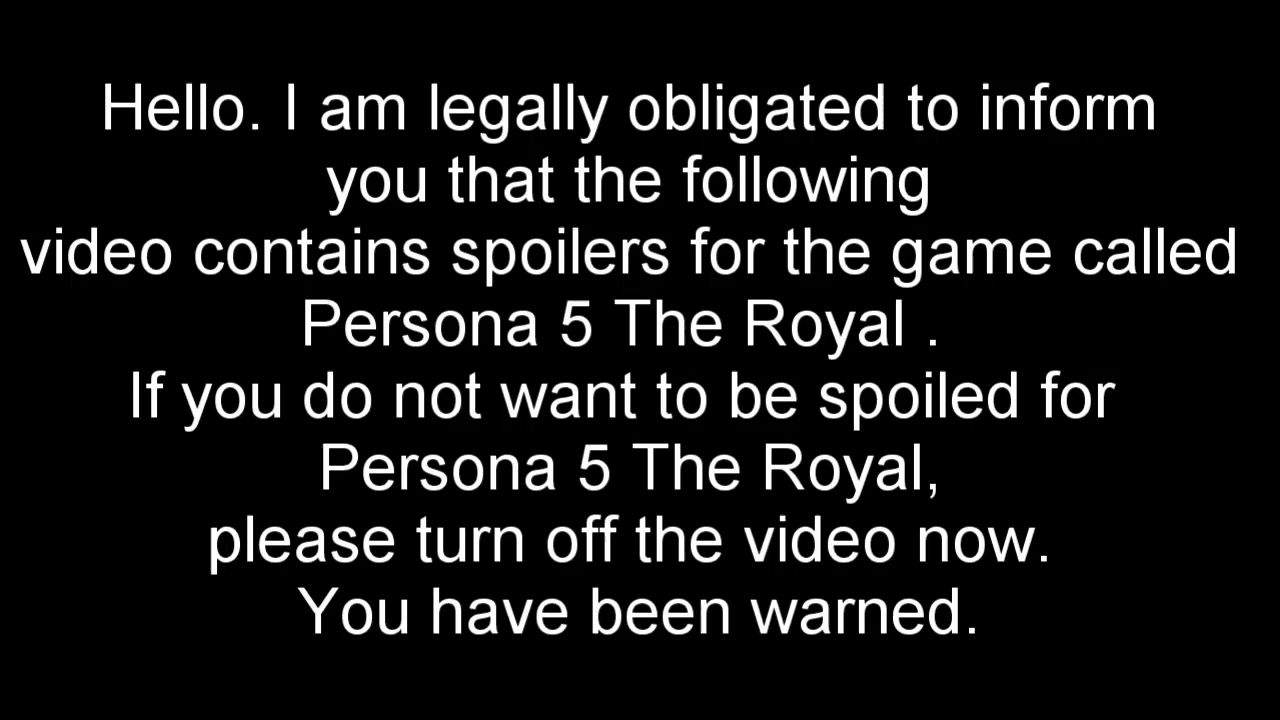 Hello. I am legally obligated to inform
you that the following
video contains spoilers for the game called
Persona 5 The Royal .
If you do not want to be spoiled for
Persona 5 The Royal,
please turn off the video now.
You have been warned.